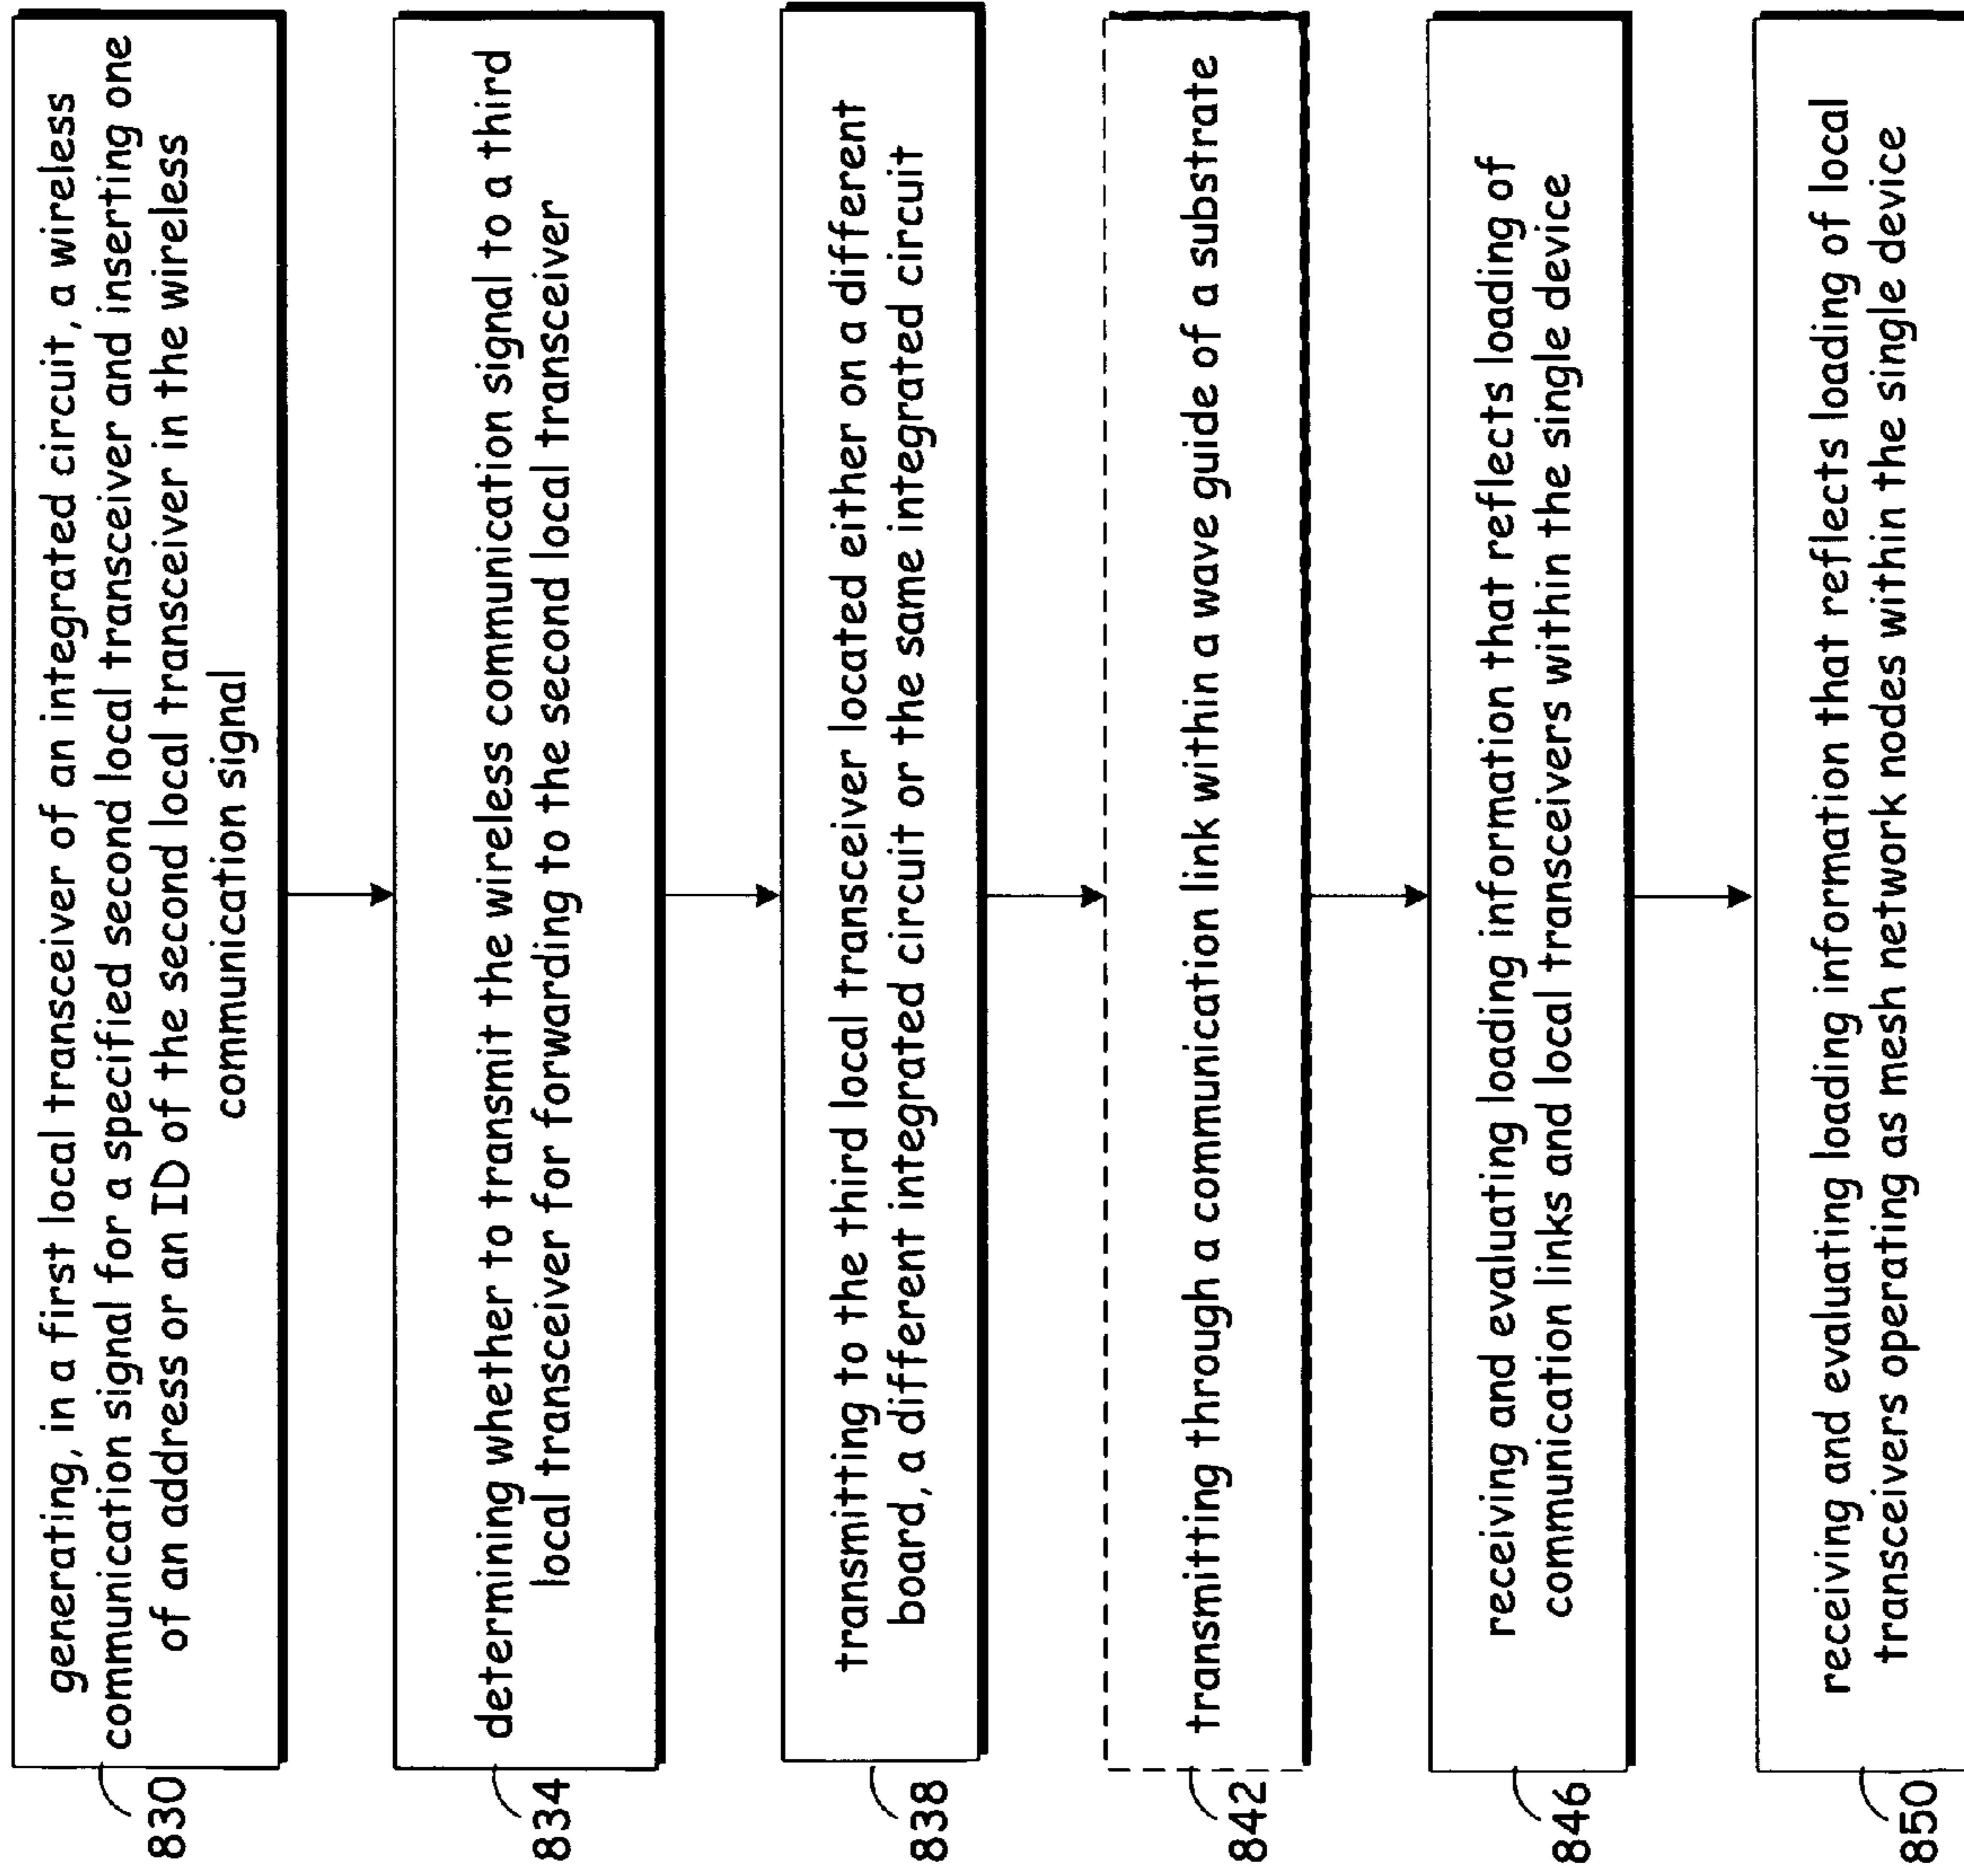 generating, in a first local transceiver of an integrated circuit, a wireless
communication signal for a specified second local transceiver and inserting one
of an address or an ID of the second local transceiver in the wireless
communication signal
830
determining whether to transmit the wireless communication signal to a third
local transceiver for forwarding to the second local transceiver
834
transmitting to the third local transceiver located either on a different
board, a different integrated circuit or the same integrated circuit
838
transmitting through a communication link within a wave guide of a substrate
842
receiving and evaluating loading information that reflects loading of
communication links and local transceivers within the single device
846
receiving and evaluating loading information that reflects loading of local
transceivers operating as mesh network nodes within the single device
850